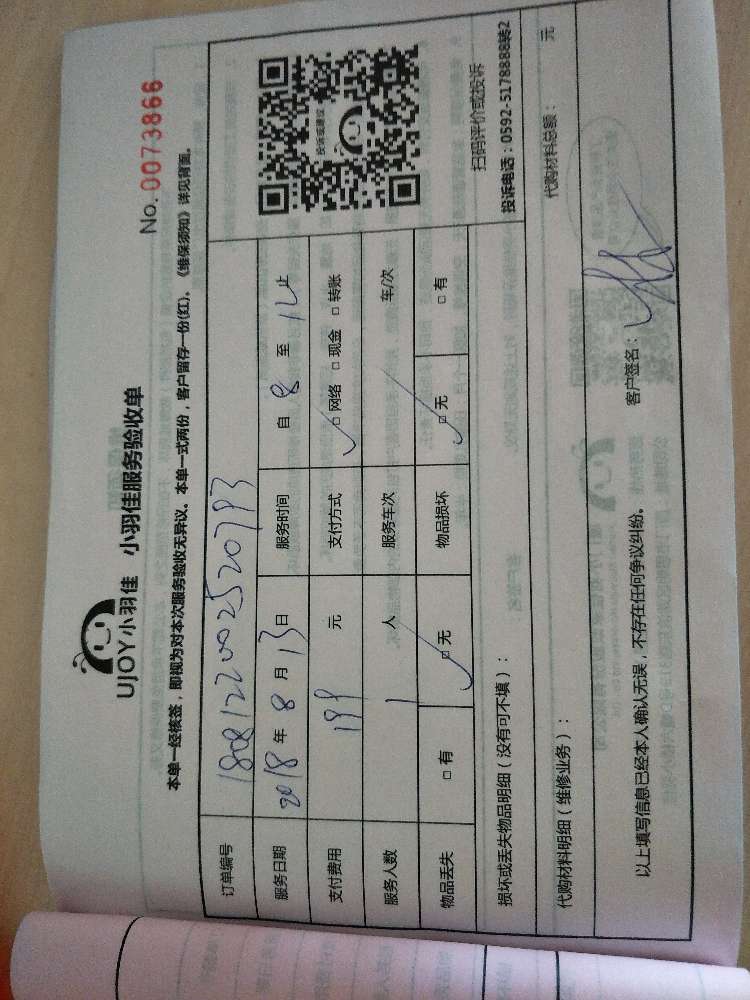 UJOY小羽佳 小羽佳服务验收单
No. 0073866
本单一经核签，即视为对本次服务验收无异议。本单一式两份，客户留存一份(红)。《维保须知》详见背面。
订单编号 180812200252079​3
服务日期 2018 年 8 月 13 日 服务时间 自 8 至 12 止
支付费用 199 元 支付方式 ☑ 网络 □ 现金 □ 转账
服务人数 1 人 服务车次 车/次
物品丢失 □ 有 ☑ 无 物品损坏 ☑ 无 □ 有
投诉或建议
扫码评价或投诉
投诉电话：0592-5178888转2
损坏或丢失物品明细（没有可不填）：
代购材料明细（维修业务）： 代购材料总额： 元
以上填写信息已经本人确认无误，不存在任何争议纠纷。 客户签名：